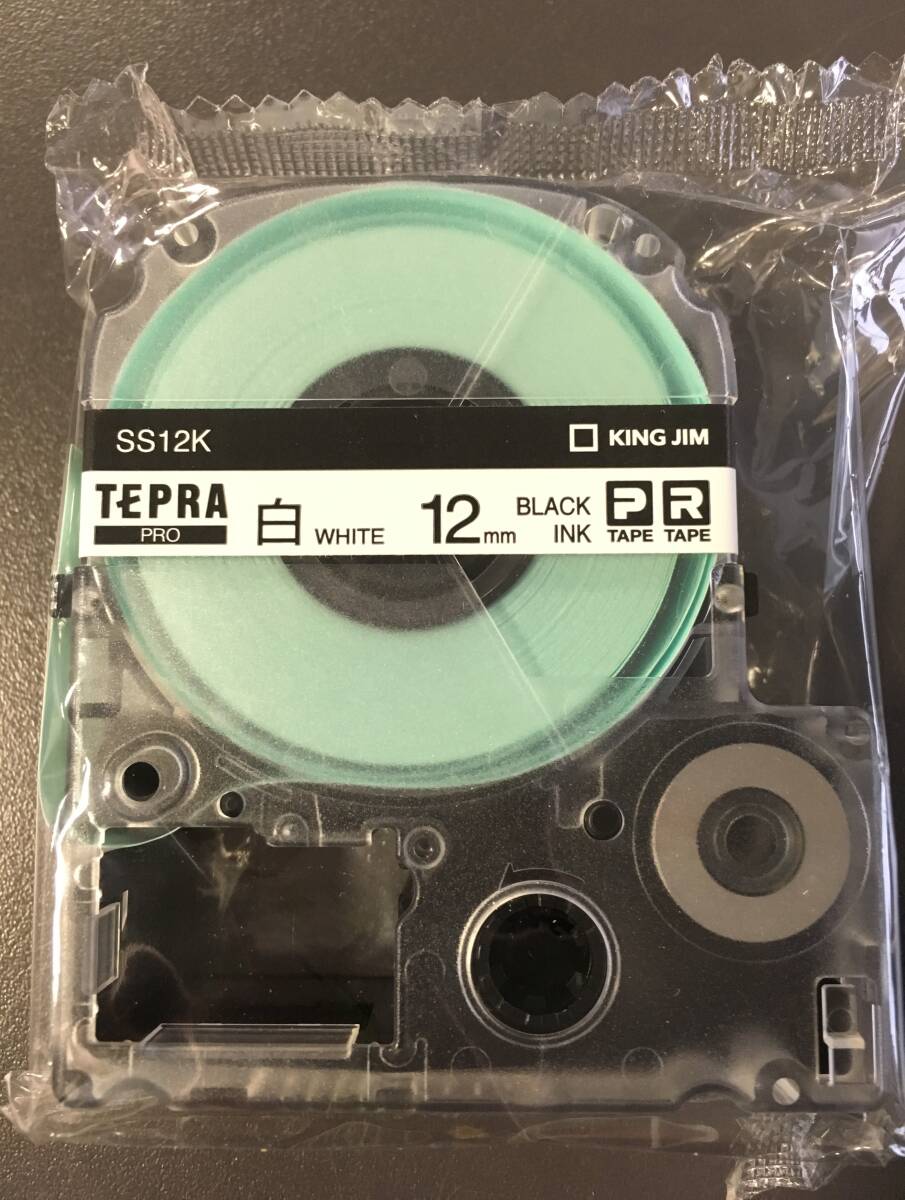 SS12K
KING JIM
TEPRA
PRO
白 WHITE
12mm
BLACK
INK
P
TAPE
R
TAPE